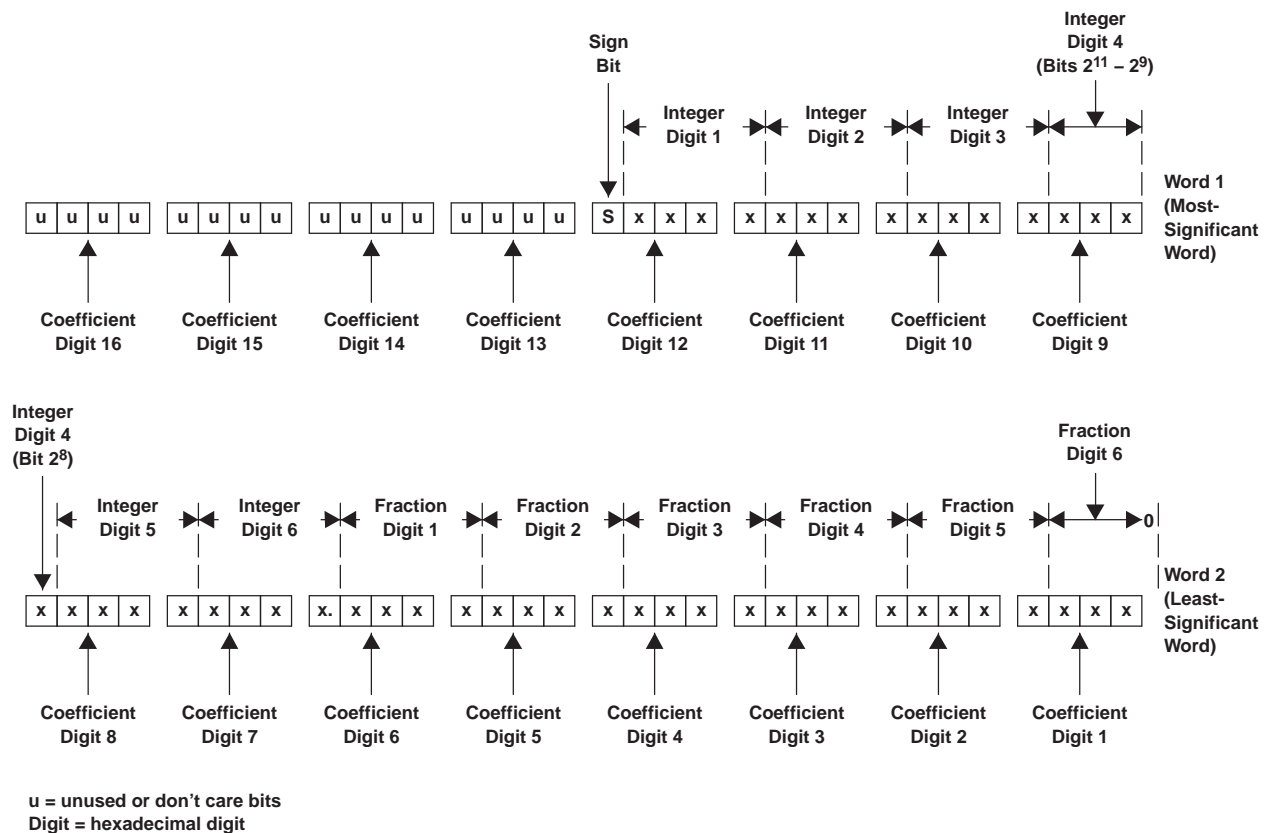 Sign
Bit
Integer
Digit 4
(Bits 2¹¹ – 2⁹)
Integer
Digit 1
Integer
Digit 2
Integer
Digit 3
u u u u u u u u u u u u u u u u S x x x x x x x x x x x x x x x
Word 1
(Most-
Significant
Word)
Coefficient
Digit 16
Coefficient
Digit 15
Coefficient
Digit 14
Coefficient
Digit 13
Coefficient
Digit 12
Coefficient
Digit 11
Coefficient
Digit 10
Coefficient
Digit 9
Integer
Digit 4
(Bit 2⁸)
Integer
Digit 5
Integer
Digit 6
Fraction
Digit 1
Fraction
Digit 2
Fraction
Digit 3
Fraction
Digit 4
Fraction
Digit 5
Fraction
Digit 6
0
x x x x x x x x x. x x x x x x x x x x x x x x x x x x x x x x x
Word 2
(Least-
Significant
Word)
Coefficient
Digit 8
Coefficient
Digit 7
Coefficient
Digit 6
Coefficient
Digit 5
Coefficient
Digit 4
Coefficient
Digit 3
Coefficient
Digit 2
Coefficient
Digit 1
u = unused or don't care bits
Digit = hexadecimal digit